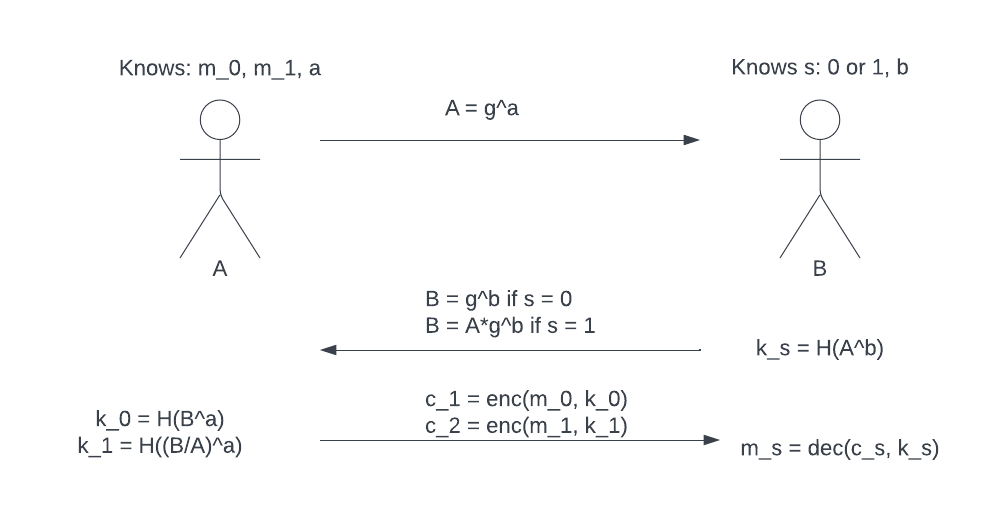 Knows: m_0, m_1, a
Knows s: 0 or 1, b
A = g^a
A
B
B = g^b if s = 0
B = A*g^b if s = 1
k_s = H(A^b)
k_0 = H(B^a)
k_1 = H((B/A)^a)
c_1 = enc(m_0, k_0)
c_2 = enc(m_1, k_1)
m_s = dec(c_s, k_s)